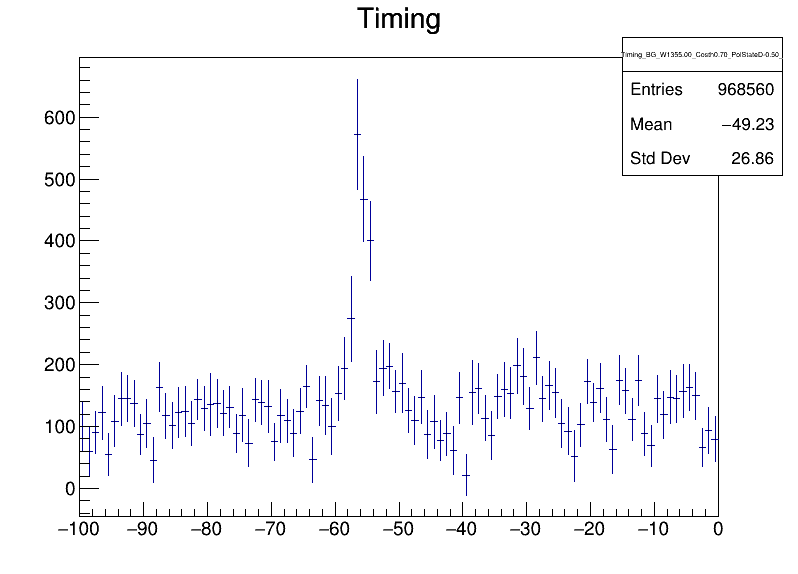 Timing
Timing_BG_W1355.00_Costh0.70_PolStateD-0.50_
Entries 968560
Mean −49.23
Std Dev 26.86
600
500
400
300
200
100
0
−100 −90 −80 −70 −60 −50 −40 −30 −20 −10 0